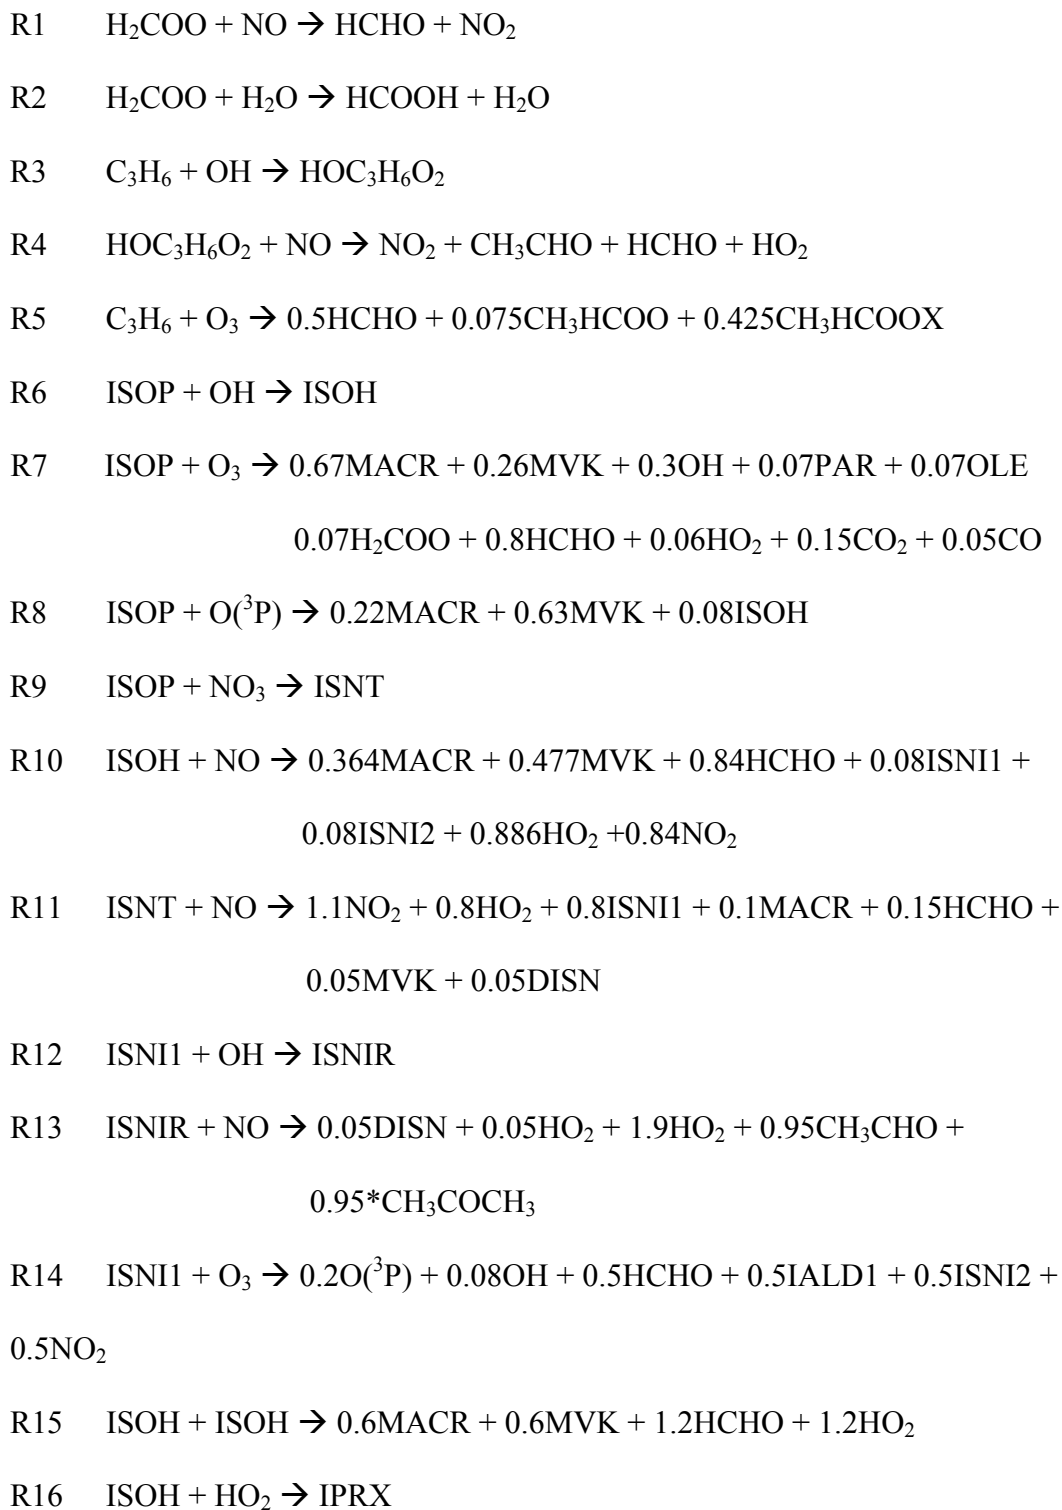 R1 H₂COO + NO → HCHO + NO₂
R2 H₂COO + H₂O → HCOOH + H₂O
R3 C₃H₆ + OH → HOC₃H₆O₂
R4 HOC₃H₆O₂ + NO → NO₂ + CH₃CHO + HCHO + HO₂
R5 C₃H₆ + O₃ → 0.5HCHO + 0.075CH₃HCOO + 0.425CH₃HCOOX
R6 ISOP + OH → ISOH
R7 ISOP + O₃ → 0.67MACR + 0.26MVK + 0.3OH + 0.07PAR + 0.07OLE
0.07H₂COO + 0.8HCHO + 0.06HO₂ + 0.15CO₂ + 0.05CO
R8 ISOP + O(³P) → 0.22MACR + 0.63MVK + 0.08ISOH
R9 ISOP + NO₃ → ISNT
R10 ISOH + NO → 0.364MACR + 0.477MVK + 0.84HCHO + 0.08ISNI1 +
0.08ISNI2 + 0.886HO₂ +0.84NO₂
R11 ISNT + NO → 1.1NO₂ + 0.8HO₂ + 0.8ISNI1 + 0.1MACR + 0.15HCHO +
0.05MVK + 0.05DISN
R12 ISNI1 + OH → ISNIR
R13 ISNIR + NO → 0.05DISN + 0.05HO₂ + 1.9HO₂ + 0.95CH₃CHO +
0.95*CH₃COCH₃
R14 ISNI1 + O₃ → 0.2O(³P) + 0.08OH + 0.5HCHO + 0.5IALD1 + 0.5ISNI2 +
0.5NO₂
R15 ISOH + ISOH → 0.6MACR + 0.6MVK + 1.2HCHO + 1.2HO₂
R16 ISOH + HO₂ → IPRX